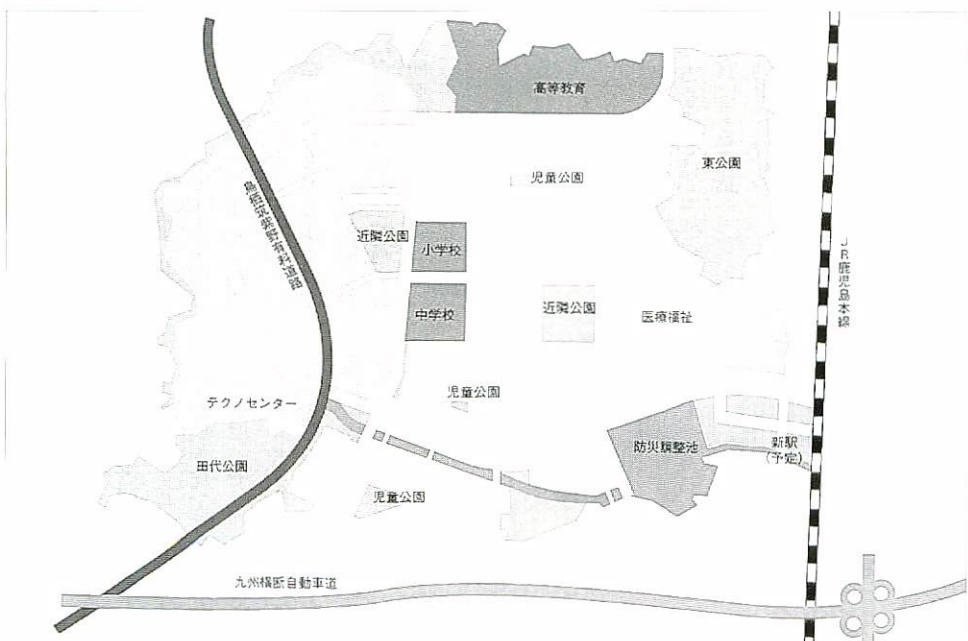 高等教育
児童公園
東公園
鳥栖筑紫野有料道路
近隣公園
小学校
JR鹿児島本線
中学校
近隣公園
医療福祉
児童公園
テクノセンター
防災調整池
新駅
(予定)
田代公園
児童公園
九州横断自動車道